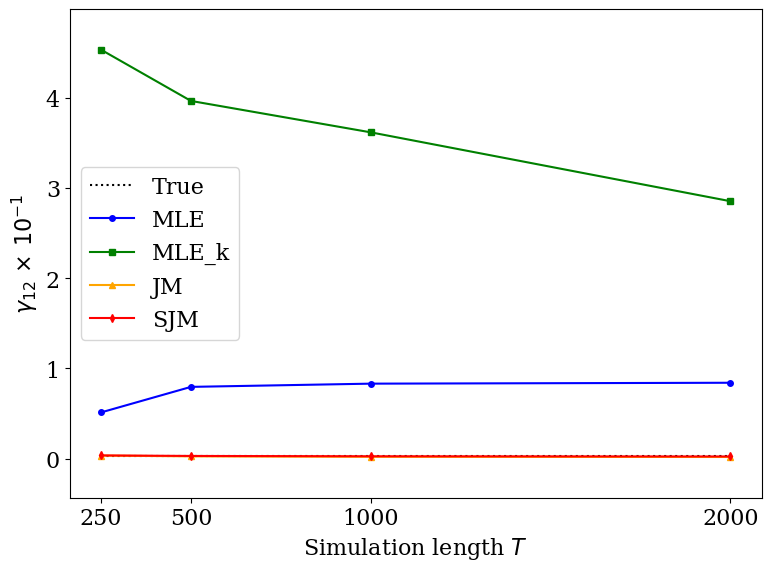 4
3
2
1
0
γ₁₂ × 10⁻¹
True
MLE
MLE_k
JM
SJM
250 500 1000 2000
Simulation length T